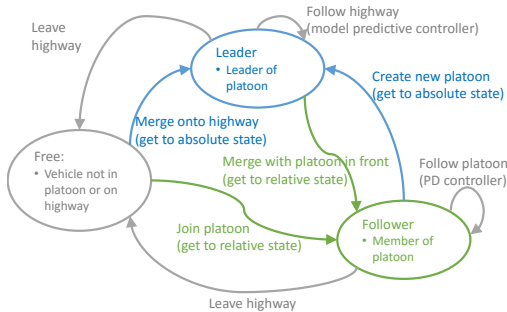 Leave
highway
Follow highway
(model predictive controller)
Leader
• Leader of
platoon
Create new platoon
(get to absolute state)
Merge onto highway
(get to absolute state)
Merge with platoon in front
(get to relative state)
Follow platoon
(PD controller)
Free:
• Vehicle not in
platoon or on
highway
Join platoon
(get to relative state)
Follower
• Member of
platoon
Leave highway